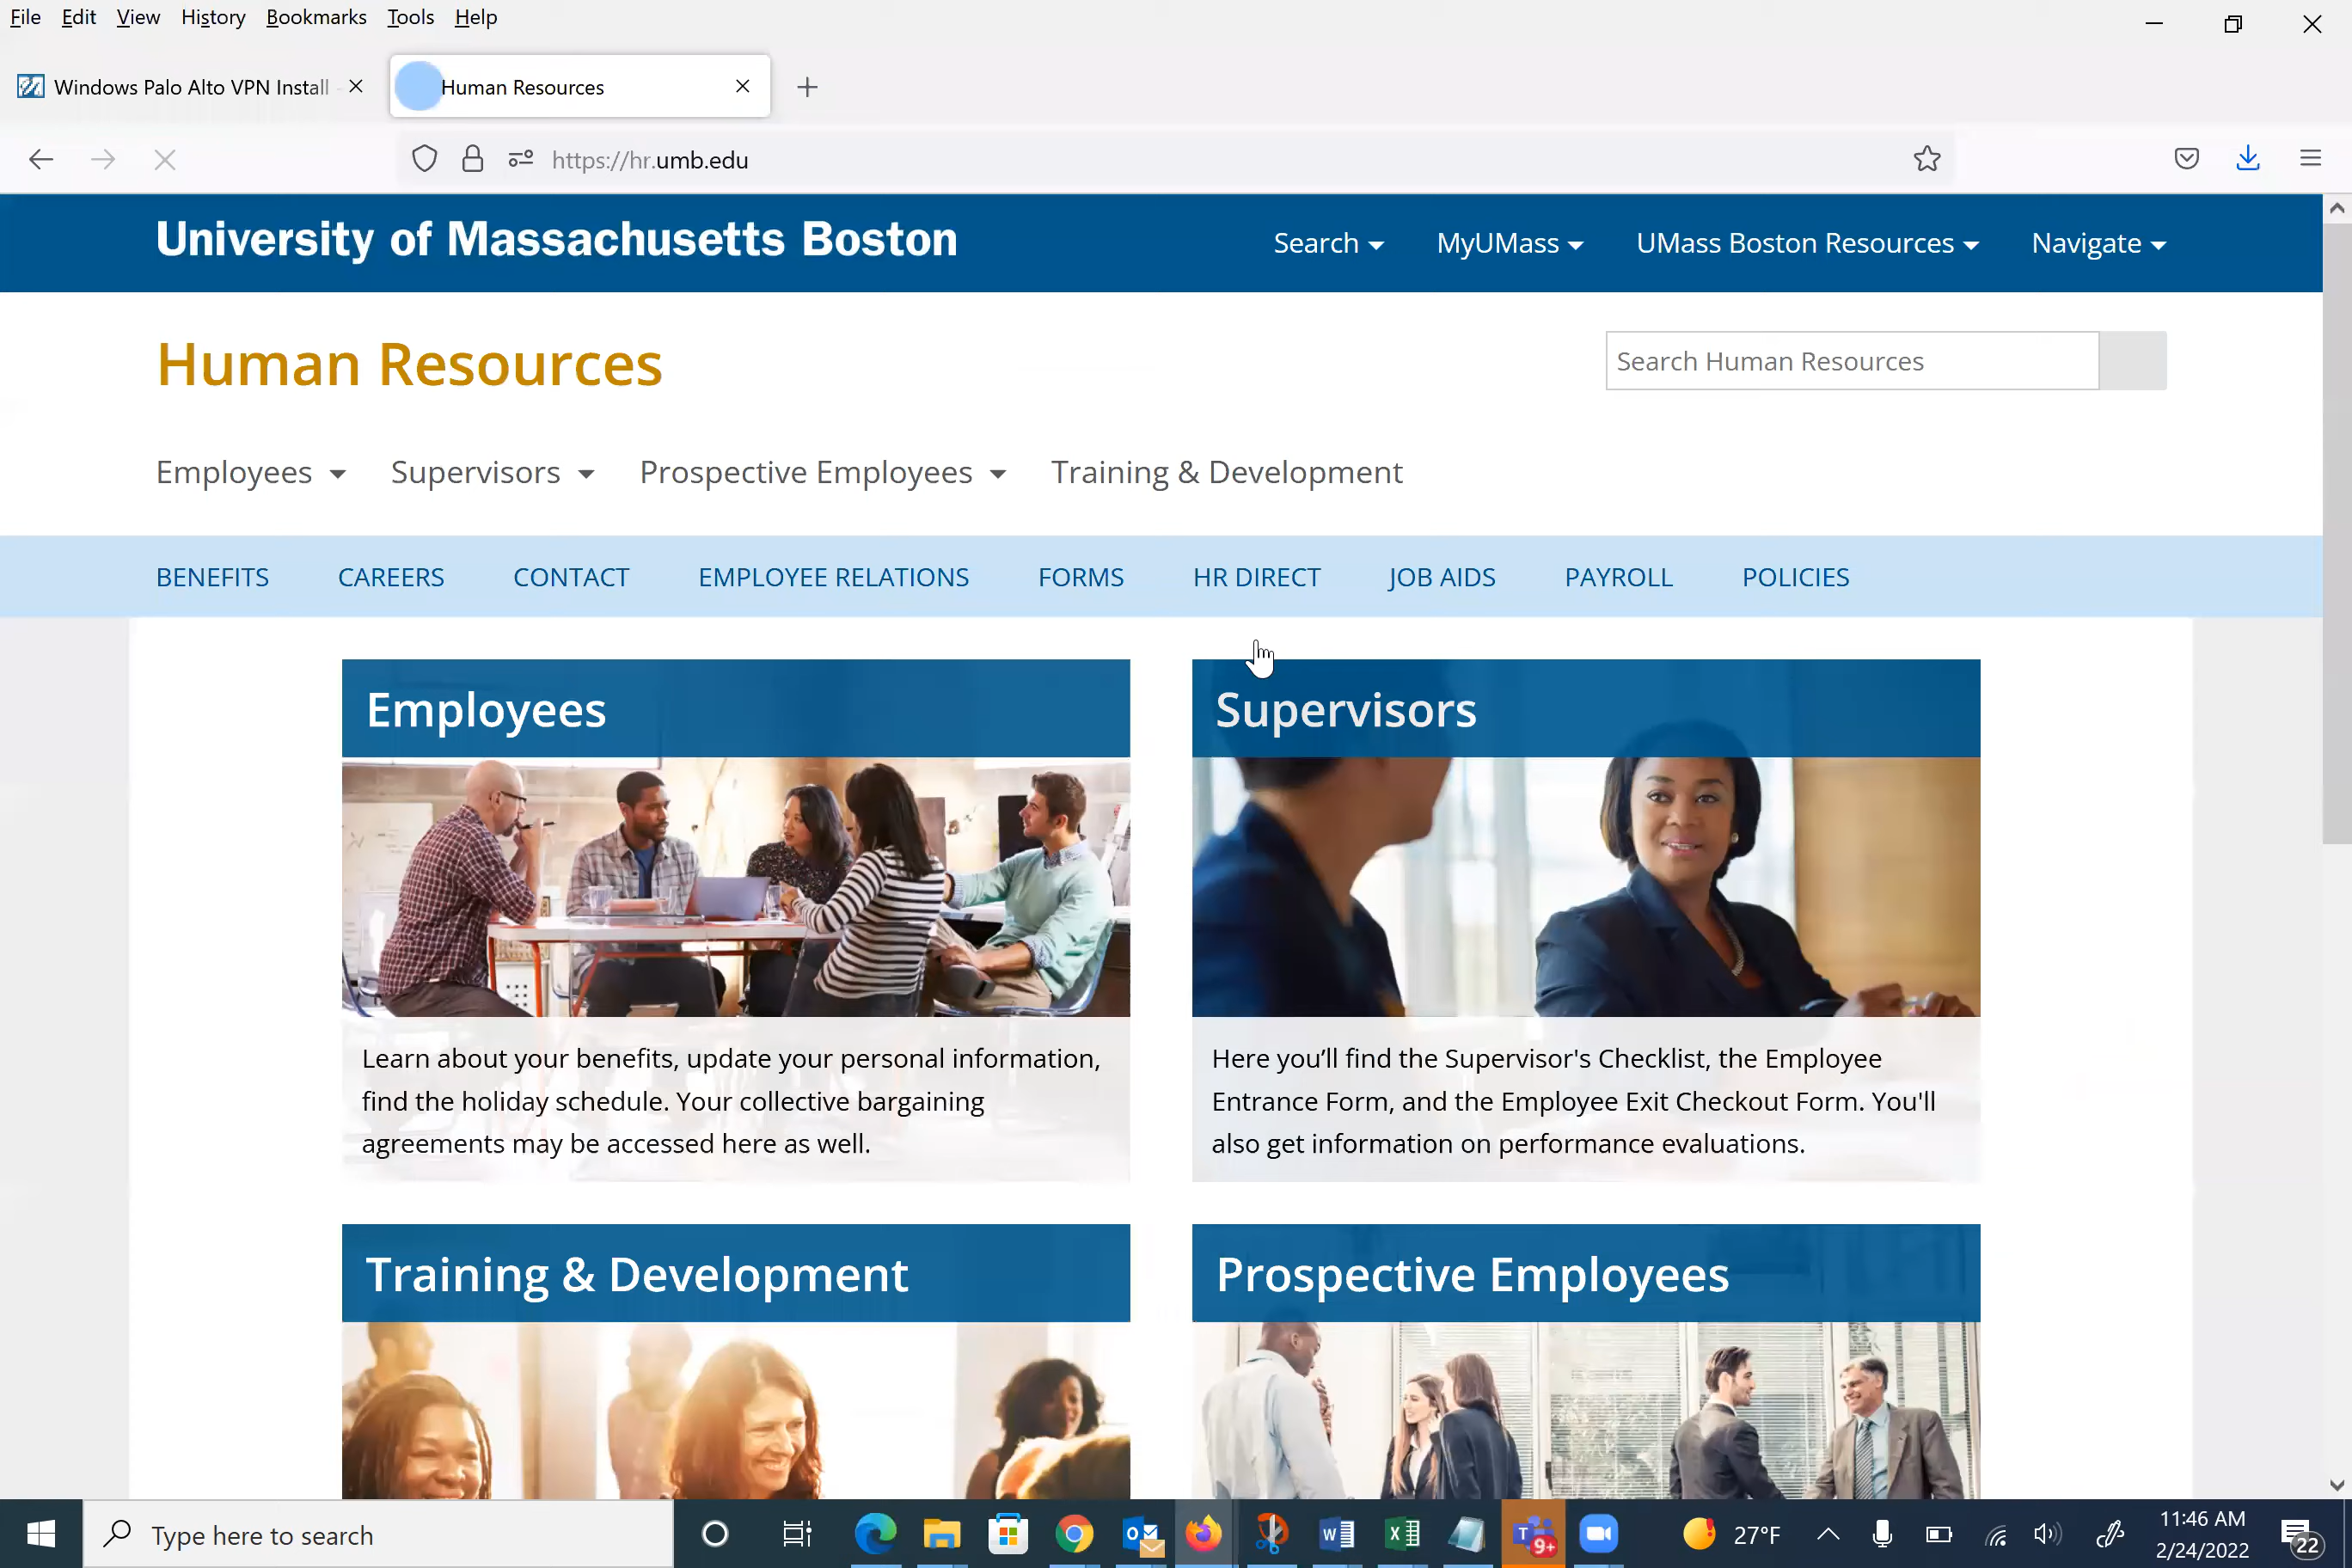 File Edit View History Bookmarks Tools Help
Windows Palo Alto VPN Install
Human Resources
https://hr.umb.edu
University of Massachusetts Boston
Search MyUMass UMass Boston Resources Navigate
Human Resources
Search Human Resources
Employees Supervisors Prospective Employees Training & Development
BENEFITS CAREERS CONTACT EMPLOYEE RELATIONS FORMS HR DIRECT JOB AIDS PAYROLL POLICIES
Employees
Learn about your benefits, update your personal information,
find the holiday schedule. Your collective bargaining
agreements may be accessed here as well.
Supervisors
Here you’ll find the Supervisor's Checklist, the Employee
Entrance Form, and the Employee Exit Checkout Form. You'll
also get information on performance evaluations.
Training & Development
Prospective Employees
Type here to search
9+
27°F
11:46 AM
2/24/2022
22